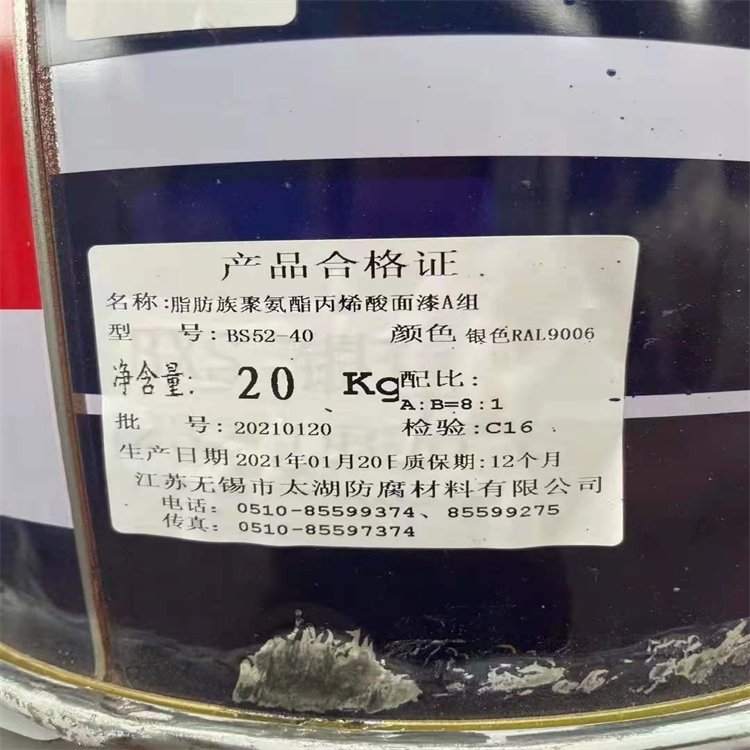 产品合格证
名称:脂肪族聚氨酯丙烯酸面漆A组
型 号:BS52-40 颜色 银色RAL9006
净含量: 20 Kg 配比:
A:B=8:1
批 号:20210120 检验:C16
生产日期 2021年01月20日 质保期:12个月
江苏无锡市太湖防腐材料有限公司
电话: 0510-85599374、85599275
传真: 0510-85597374